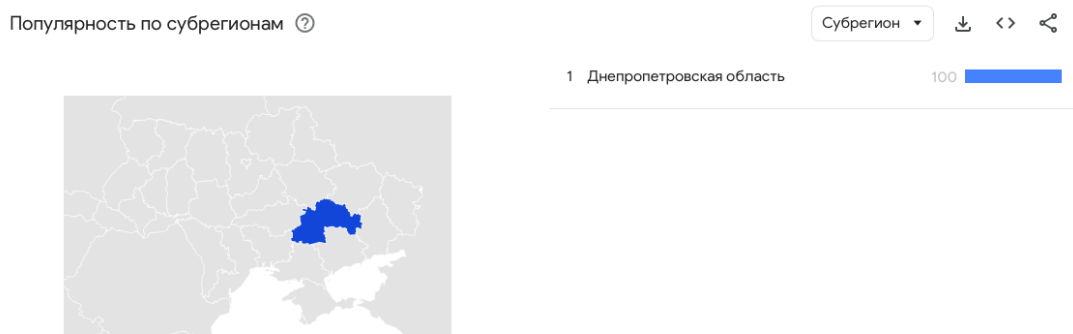 Популярность по субрегионам
Субрегион
1 Днепропетровская область 100